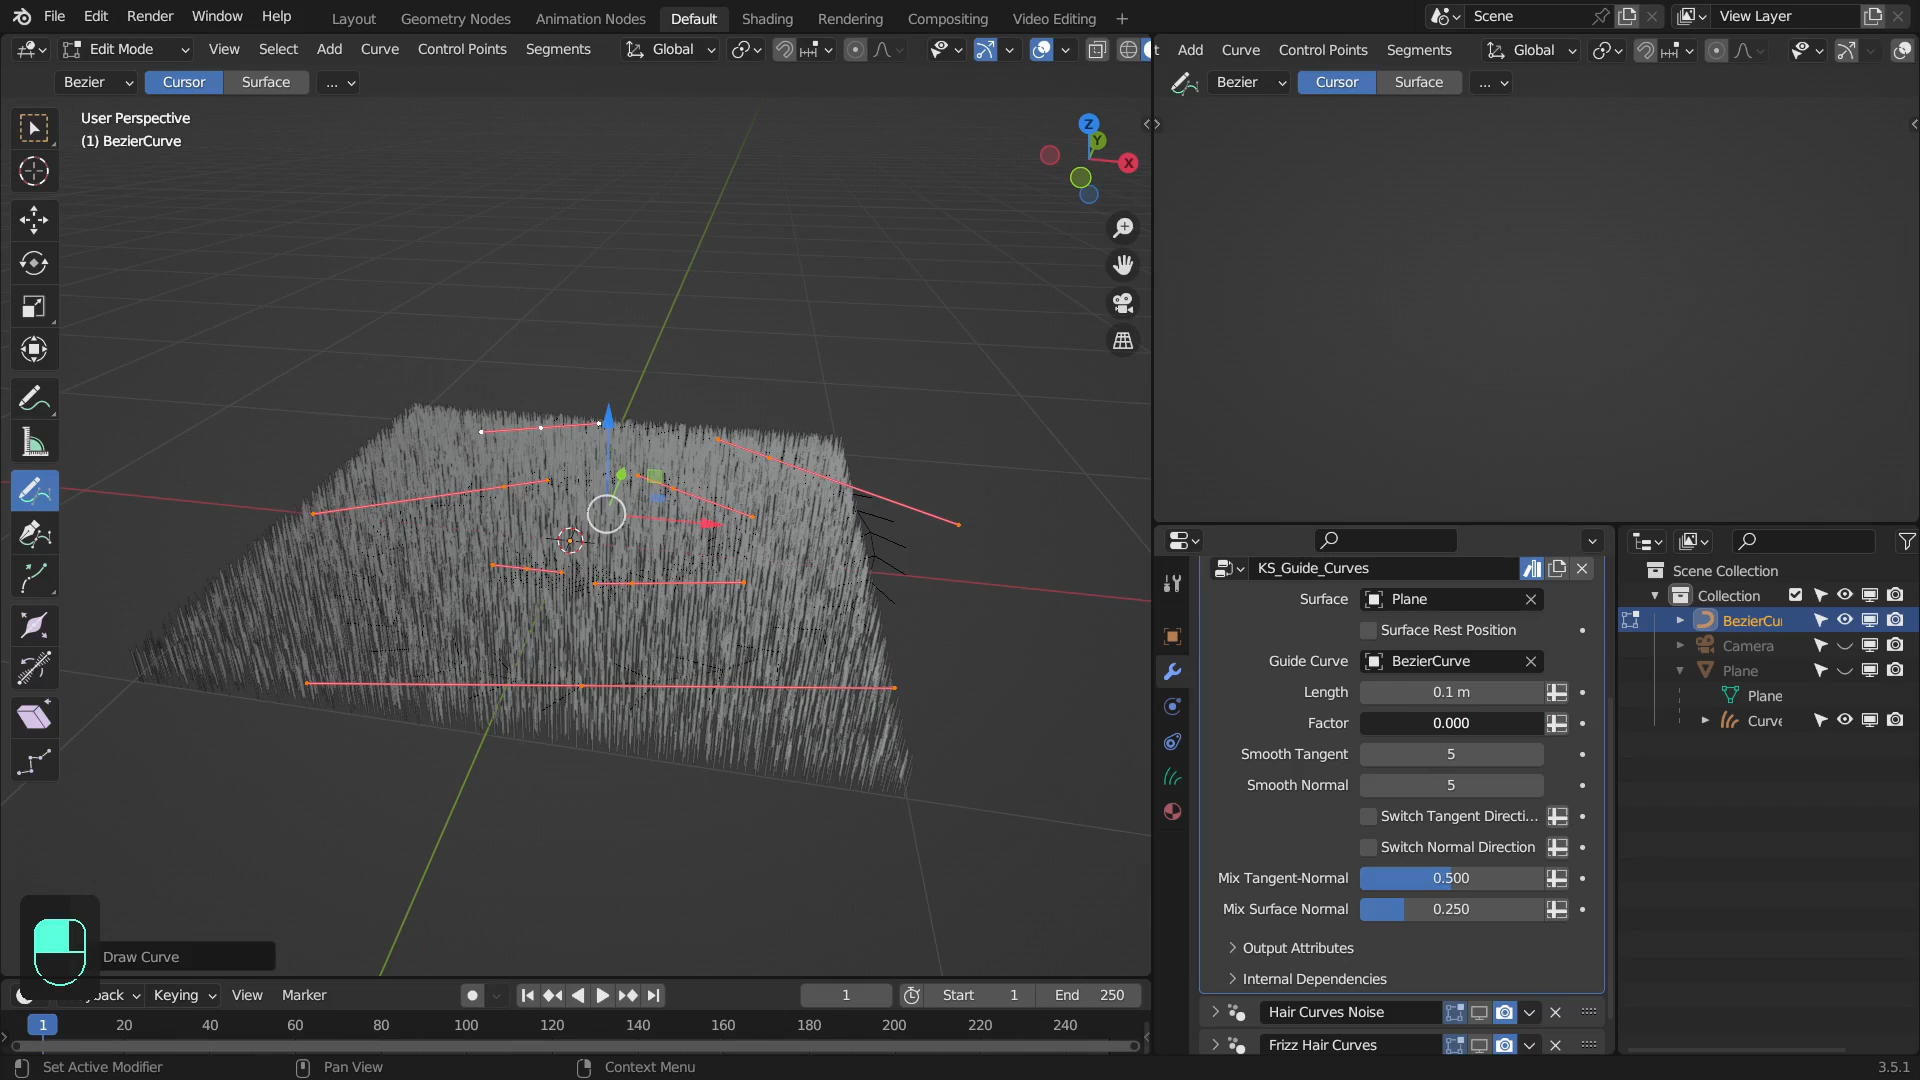 File Edit Render Window Help Layout Geometry Nodes Animation Nodes Default Shading Rendering Compositing Video Editing + Scene View Layer
Edit Mode View Select Add Curve Control Points Segments Global
t Add Curve Control Points Segments Global
Bezier Cursor Surface ...
Bezier Cursor Surface ...
User Perspective
(1) BezierCurve
Z
Y
X
KS_Guide_Curves
Surface Plane
Surface Rest Position
Guide Curve BezierCurve
Length 0.1 m
Factor 0.000
Smooth Tangent 5
Smooth Normal 5
Switch Tangent Directi...
Switch Normal Direction
Mix Tangent-Normal 0.500
Mix Surface Normal 0.250
Output Attributes
Internal Dependencies
Hair Curves Noise
Frizz Hair Curves
Scene Collection
Collection
BezierCu
Camera
Plane
Plane
Curve
Draw Curve
back Keying View Marker 1 Start 1 End 250
1 20 40 60 80 100 120 140 160 180 200 220 240
Set Active Modifier Pan View Context Menu 3.5.1